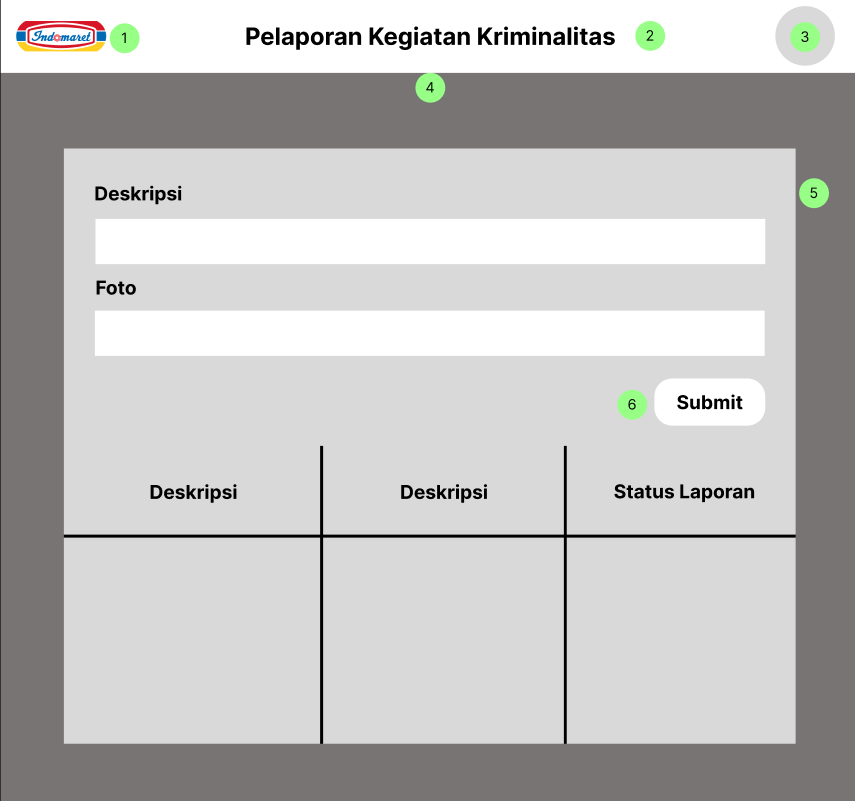 Indomaret 1 Pelaporan Kegiatan Kriminalitas 2 3
4
5
Deskripsi
Foto
6 Submit
Deskripsi Deskripsi Status Laporan